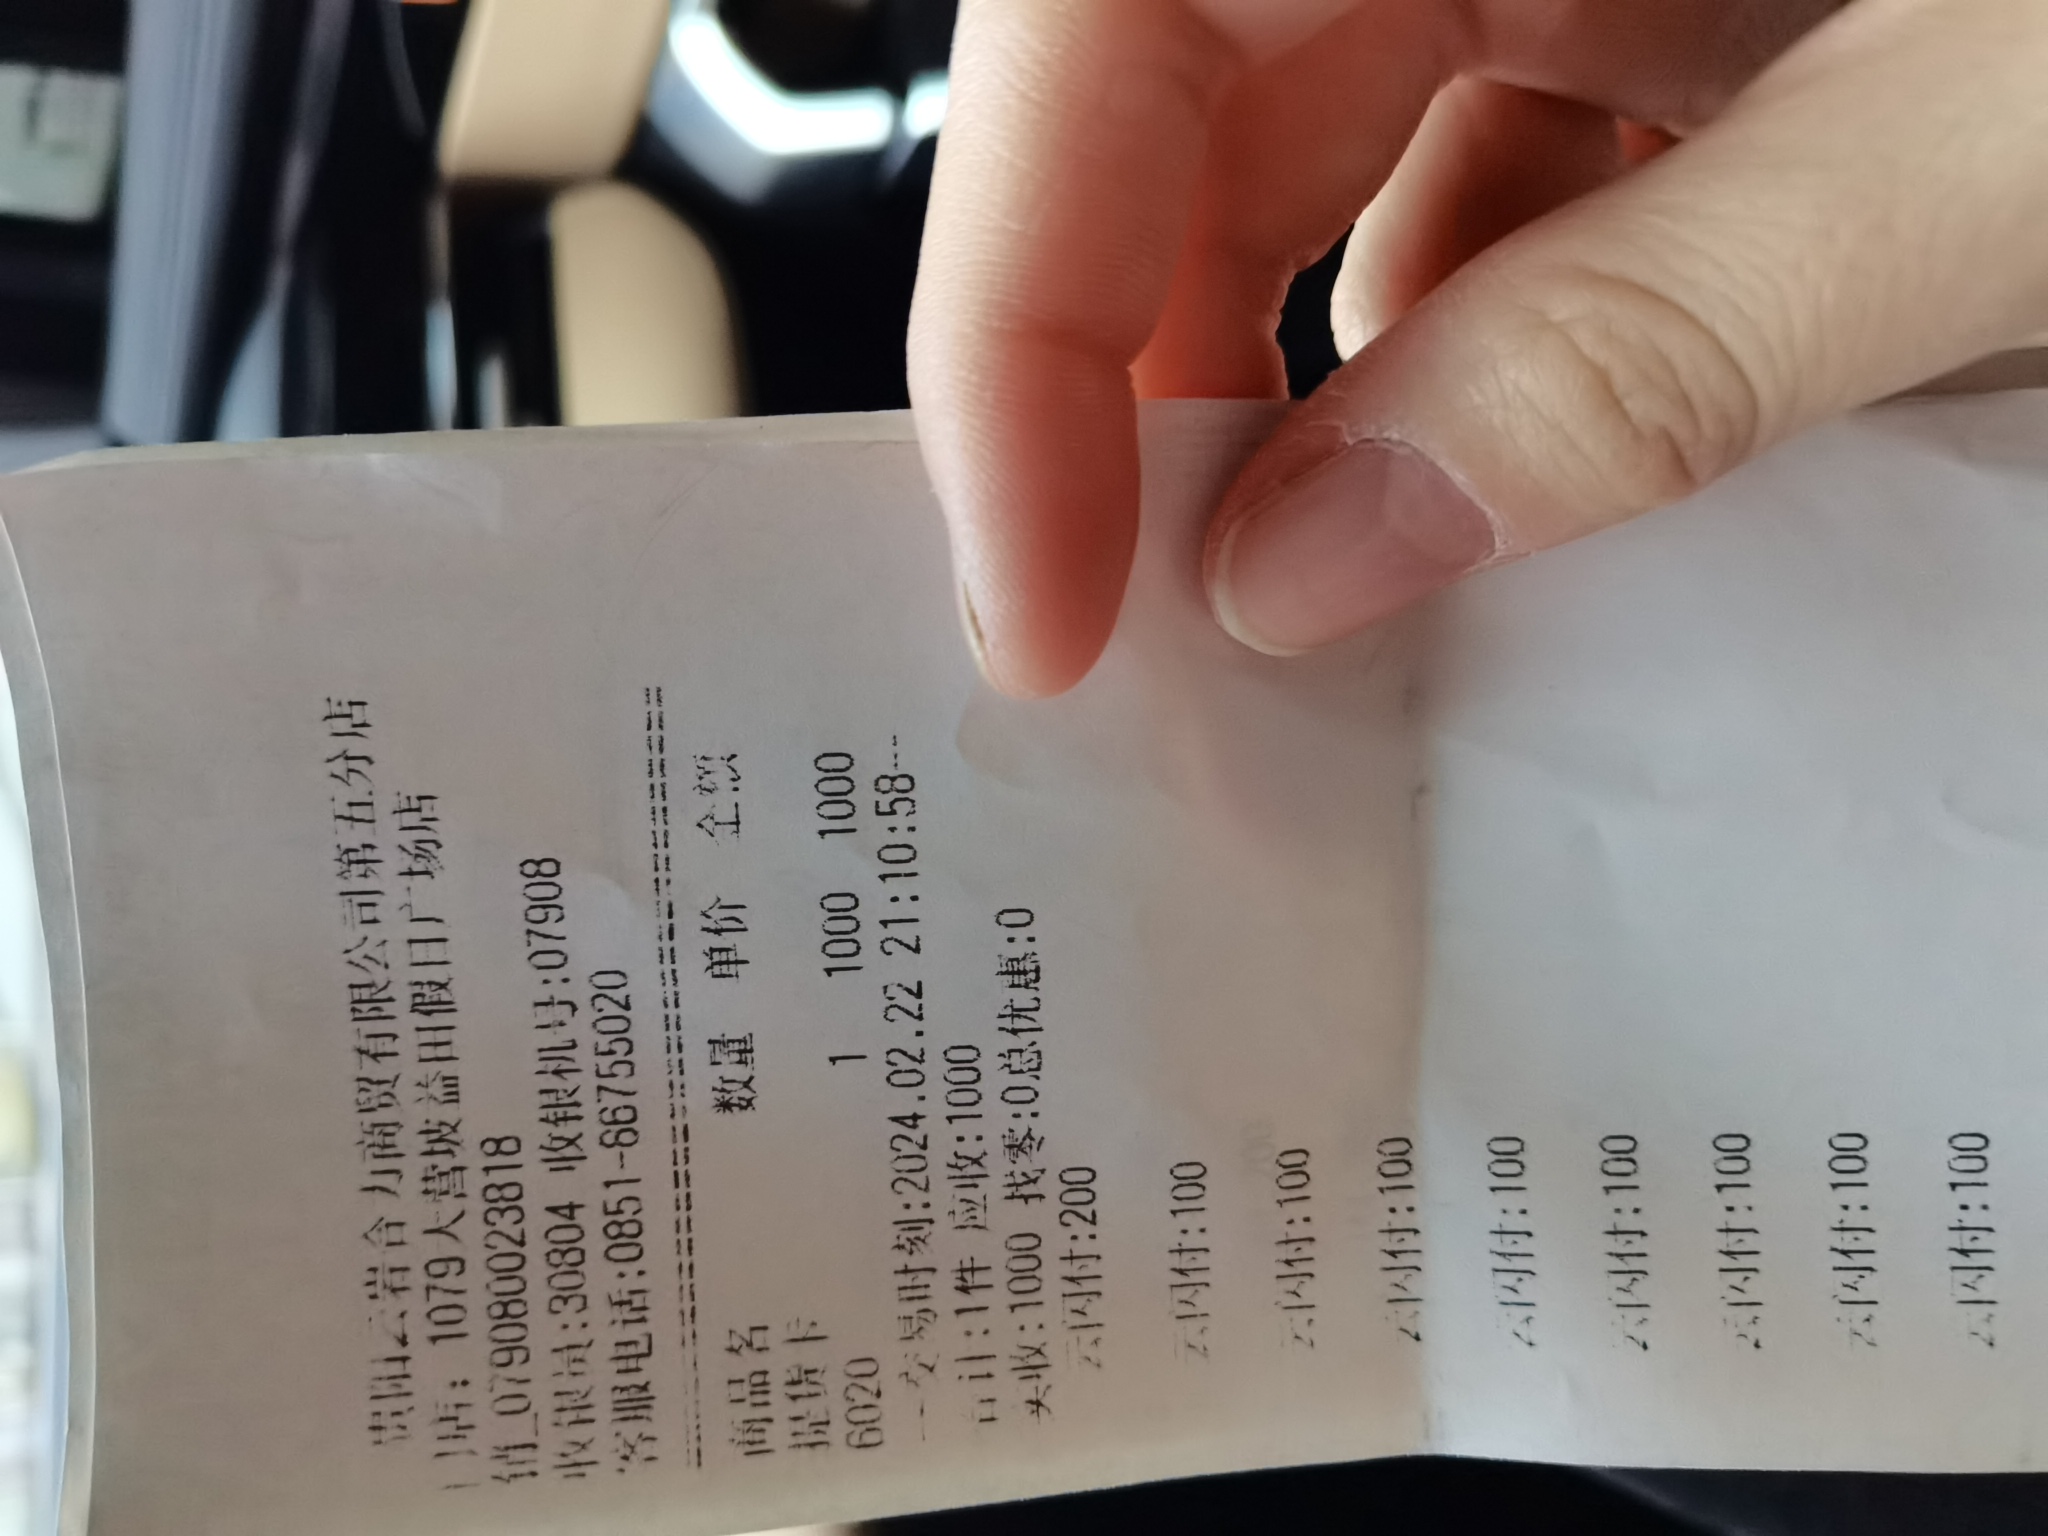 贵阳云岩合力商贸有限公司第五分店
门店：1079大营坡益田假日广场店
销_0790800023818
收银员:30804 收银机号:07908
客服电话:0851-66755020
商品名 数量 单价 金额
提货卡
6020 1 1000 1000
---交易时刻:2024.02.22 21:10:58---
合计:1件 应收:1000
实收:1000 找零:0总优惠:0
云闪付:200
云闪付:100
云闪付:100
云闪付:100
云闪付:100
云闪付:100
云闪付:100
云闪付:100
云闪付:100